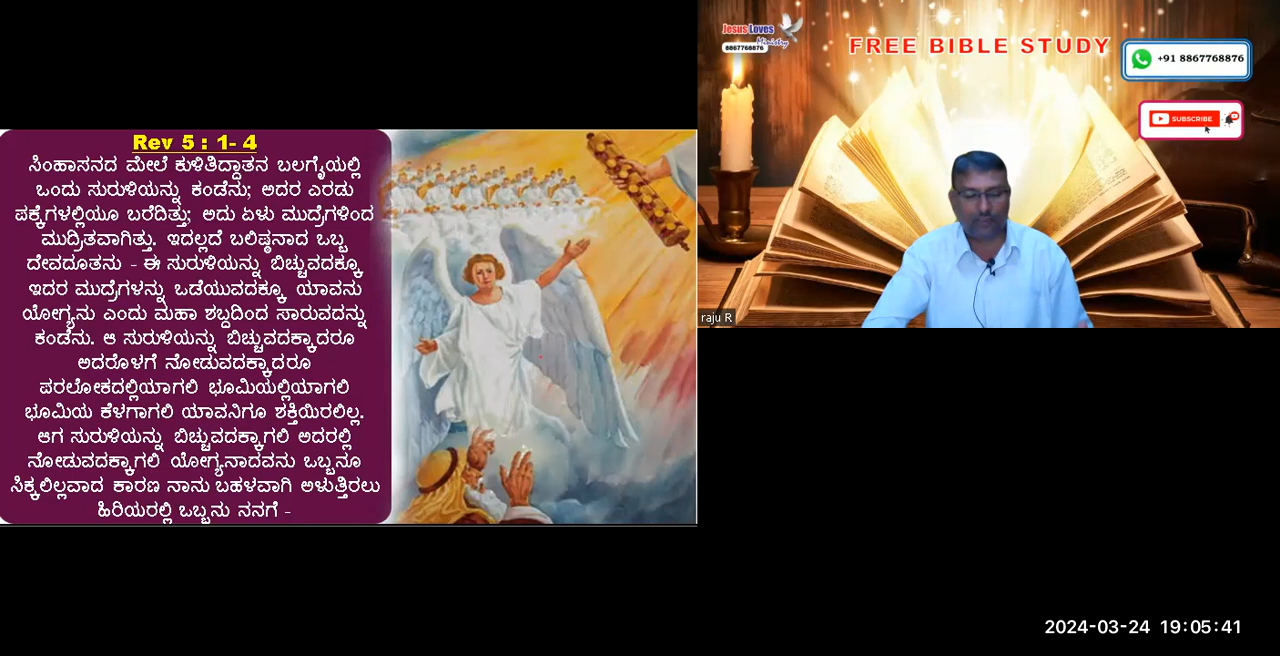 Rev 5 : 1- 4
ಸಿಂಹಾಸನದ ಮೇಲೆ ಕುಳಿತಿದ್ದಾತನ ಬಲಗೈಯಲ್ಲಿ
ಒಂದು ಸುರುಳಿಯನ್ನು ಕಂಡೆನು; ಅದರ ಎರಡು
ಪಕ್ಕೆಗಳಲ್ಲಿಯೂ ಬರೆದಿತ್ತು; ಅದು ಏಳು ಮುದ್ರೆಗಳಿಂದ
ಮುದ್ರಿತವಾಗಿತ್ತು. ಇದಲ್ಲದೆ ಬಲಿಷ್ಠನಾದ ಒಬ್ಬ
ದೇವದೂತನು - ಈ ಸುರುಳಿಯನ್ನು ಬಿಚ್ಚುವದಕ್ಕೂ
ಇದರ ಮುದ್ರೆಗಳನ್ನು ಒಡೆಯುವದಕ್ಕೂ ಯಾವನು
ಯೋಗ್ಯನು ಎಂದು ಮಹಾ ಶಬ್ದದಿಂದ ಸಾರುವದನ್ನು
ಕಂಡೆನು. ಆ ಸುರುಳಿಯನ್ನು ಬಿಚ್ಚುವದಕ್ಕಾದರೂ
ಅದರೊಳಗೆ ನೋಡುವದಕ್ಕಾದರೂ
ಪರಲೋಕದಲ್ಲಿಯಾಗಲಿ ಭೂಮಿಯಲ್ಲಿಯಾಗಲಿ
ಭೂಮಿಯ ಕೆಳಗಾಗಲಿ ಯಾವನಿಗೂ ಶಕ್ತಿಯಿರಲಿಲ್ಲ.
ಆಗ ಸುರುಳಿಯನ್ನು ಬಿಚ್ಚುವದಕ್ಕಾಗಲಿ ಅದರಲ್ಲಿ
ನೋಡುವದಕ್ಕಾಗಲಿ ಯೋಗ್ಯನಾದವನು ಒಬ್ಬನೂ
ಸಿಕ್ಕಲಿಲ್ಲವಾದ ಕಾರಣ ನಾನು ಬಹಳವಾಗಿ ಅಳುತ್ತಿರಲು
ಹಿರಿಯರಲ್ಲಿ ಒಬ್ಬನು ನನಗೆ -
Jesus Loves
Ministry
8867768876
FREE BIBLE STUDY
+91 8867768876
SUBSCRIBE
raju R
2024-03-24 19:05:41